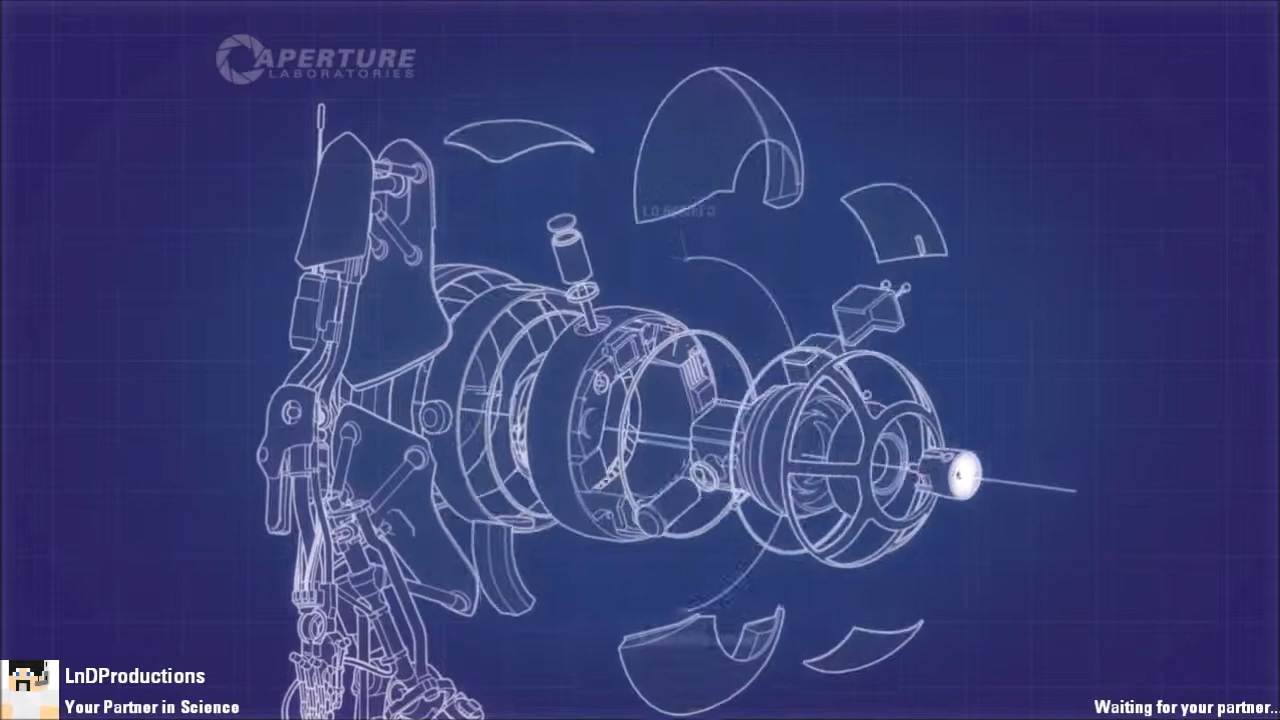 APERTURE
LABORATORIES
LnDProductions
Your Partner in Science
Waiting for your partner...